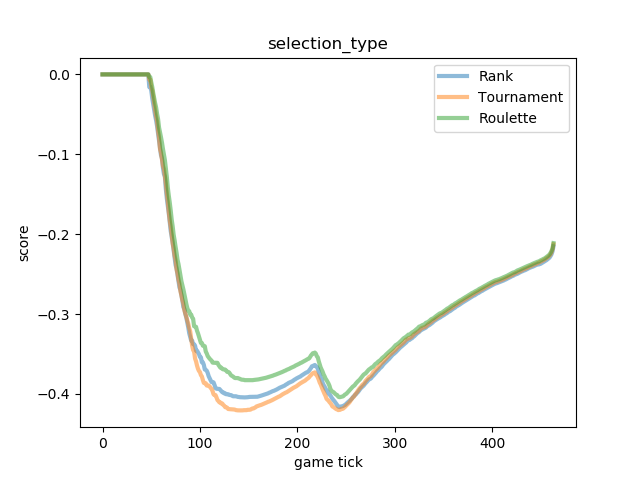 selection_type
Rank
Tournament
Roulette
0.0
−0.1
−0.2
−0.3
−0.4
score
0 100 200 300 400
game tick